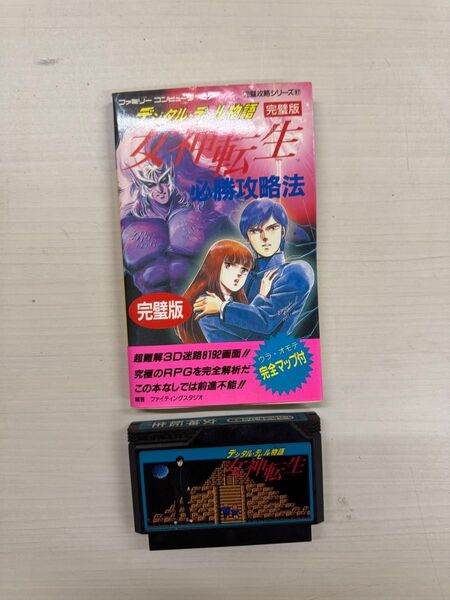 ファミリー コンピュータ
完璧攻略シリーズ
完璧版
デジタル・デビル物語
女神転生
必勝攻略法
完璧版
超難解3D迷路8192画面!!
究極のRPGを完全解析だ
この本なしでは前進不能!!
編著 ファイティングスタジオ
ウラ・オモテ
完全マップ付
女神転生
デジタル・デビル物語
女神転生